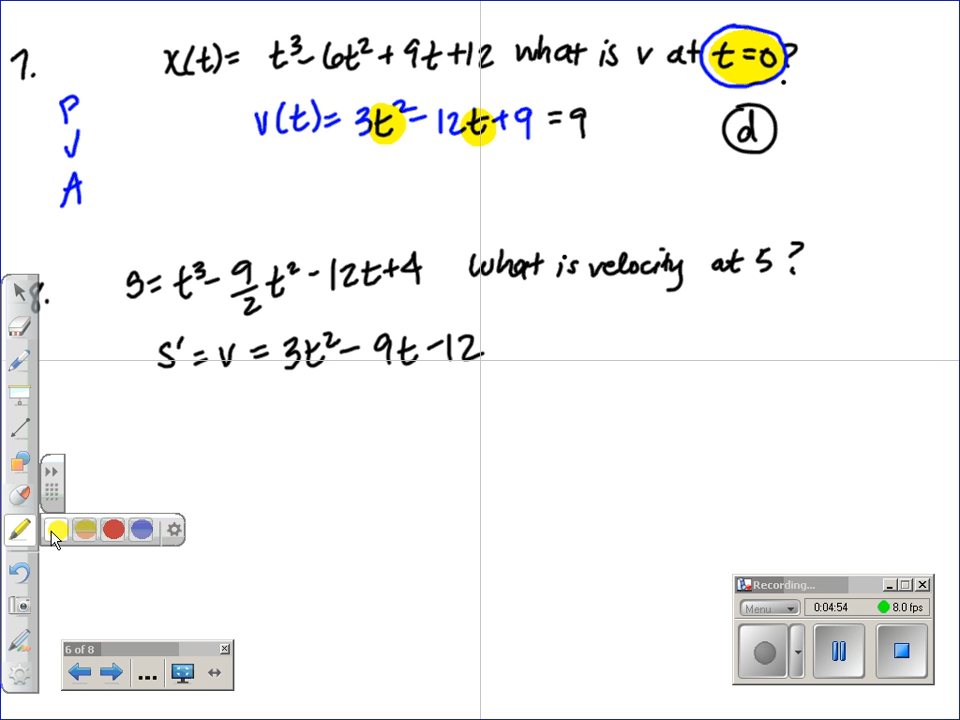 7. x(t)= t³-6t²+9t+12 what is v at t=0?
P v(t)= 3t²-12t+9 =9 d
V
A
8. s= t³- 9/2 t² -12t+4 What is velocity at 5?
s' = v = 3t²- 9t-12
Recording...
Menu 0:04:54 8.0 fps
6 of 8
...